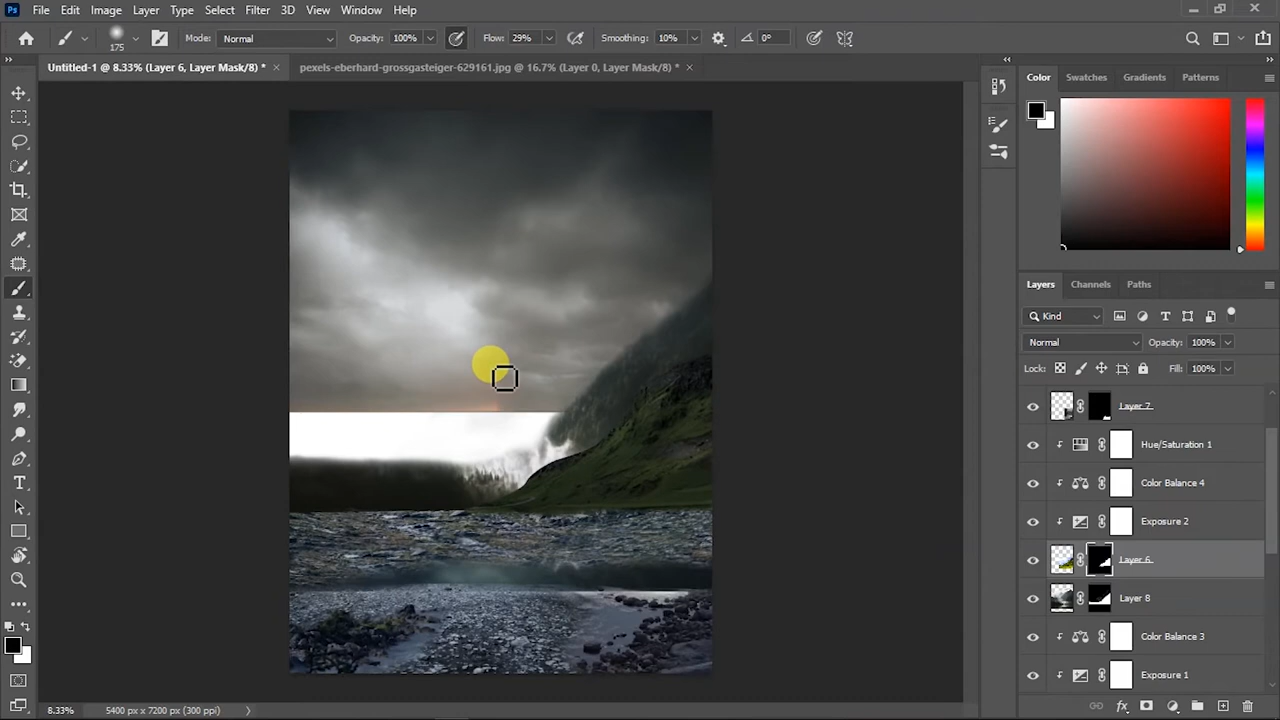 Ps File Edit Image Layer Type Select Filter 3D View Window Help
175 Mode: Normal Opacity: 100% Flow: 29% Smoothing: 10% 0°
Untitled-1 @ 8.33% (Layer 6, Layer Mask/8) * × pexels-eberhard-grossgasteiger-629161.jpg @ 16.7% (Layer 0, Layer Mask/8) * ×
Color Swatches Gradients Patterns
Layers Channels Paths
Kind
Normal Opacity: 100%
Lock: Fill: 100%
Layer 7
Hue/Saturation 1
Color Balance 4
Exposure 2
Layer 6
Layer 8
Color Balance 3
Exposure 1
8.33% 5400 px x 7200 px (300 ppi)